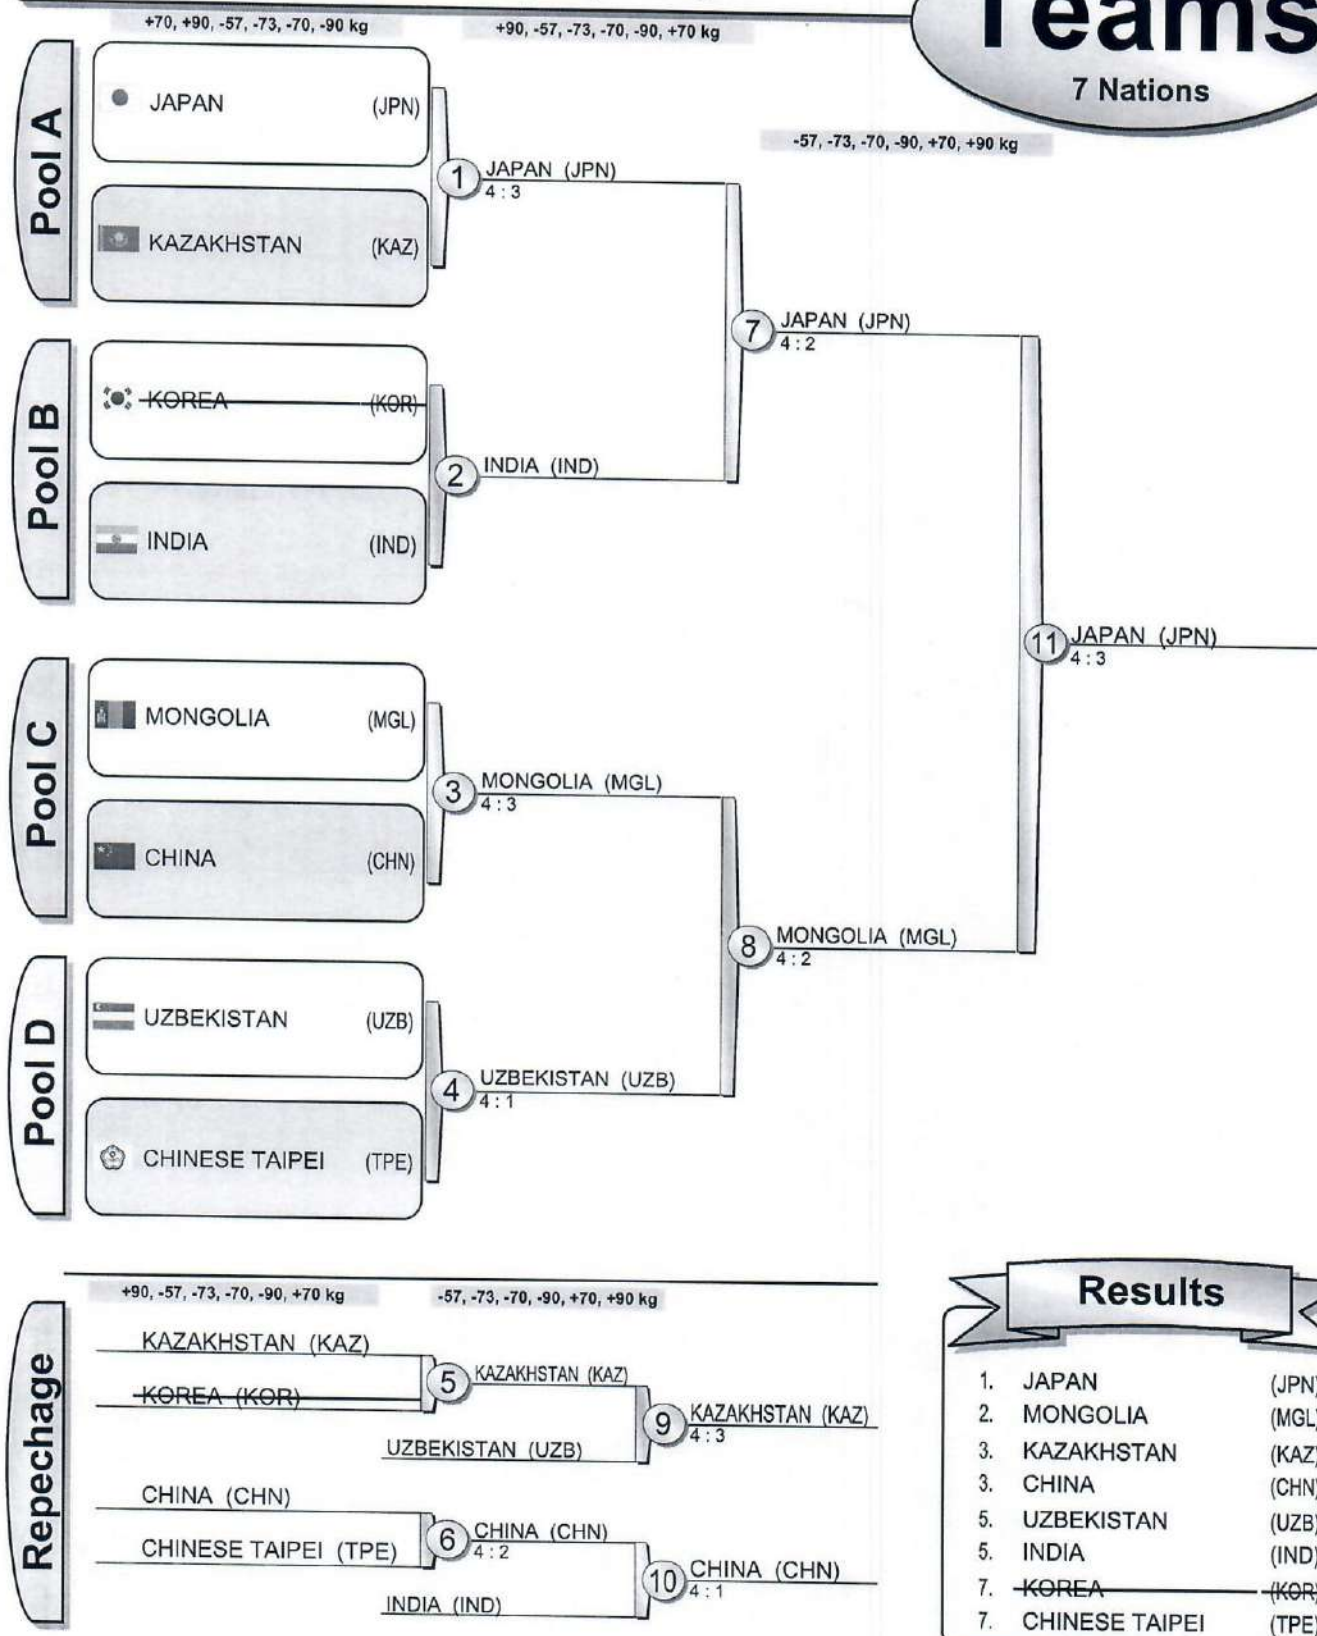 Teams
7 Nations
+70, +90, -57, -73, -70, -90 kg
+90, -57, -73, -70, -90, +70 kg
-57, -73, -70, -90, +70, +90 kg
Pool A
JAPAN (JPN)
KAZAKHSTAN (KAZ)
1 JAPAN (JPN)
4 : 3
Pool B
KOREA (KOR)
INDIA (IND)
2 INDIA (IND)
7 JAPAN (JPN)
4 : 2
Pool C
MONGOLIA (MGL)
CHINA (CHN)
3 MONGOLIA (MGL)
4 : 3
Pool D
UZBEKISTAN (UZB)
CHINESE TAIPEI (TPE)
4 UZBEKISTAN (UZB)
4 : 1
8 MONGOLIA (MGL)
4 : 2
11 JAPAN (JPN)
4 : 3
Repechage
+90, -57, -73, -70, -90, +70 kg
-57, -73, -70, -90, +70, +90 kg
KAZAKHSTAN (KAZ)
KOREA (KOR)
5 KAZAKHSTAN (KAZ)
UZBEKISTAN (UZB)
9 KAZAKHSTAN (KAZ)
4 : 3
CHINA (CHN)
CHINESE TAIPEI (TPE)
6 CHINA (CHN)
4 : 2
INDIA (IND)
10 CHINA (CHN)
4 : 1
Results
1. JAPAN (JPN)
2. MONGOLIA (MGL)
3. KAZAKHSTAN (KAZ)
3. CHINA (CHN)
5. UZBEKISTAN (UZB)
5. INDIA (IND)
7. KOREA (KOR)
7. CHINESE TAIPEI (TPE)